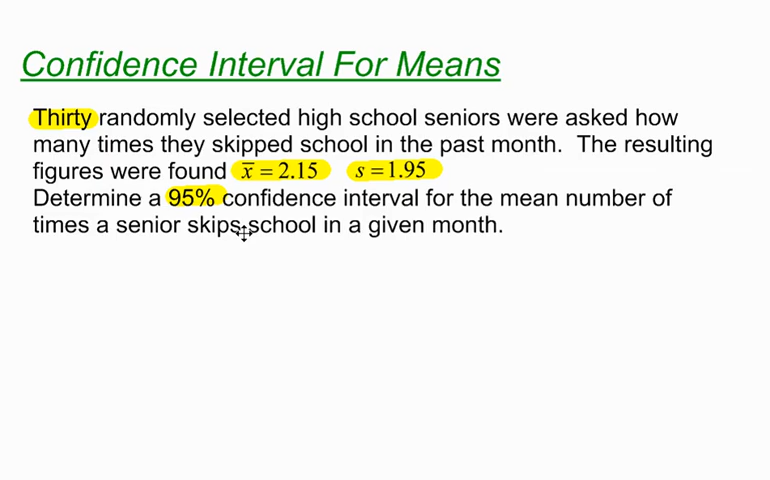 Confidence Interval For Means
Thirty randomly selected high school seniors were asked how
many times they skipped school in the past month. The resulting
figures were found x̅ = 2.15 s = 1.95
Determine a 95% confidence interval for the mean number of
times a senior skips school in a given month.